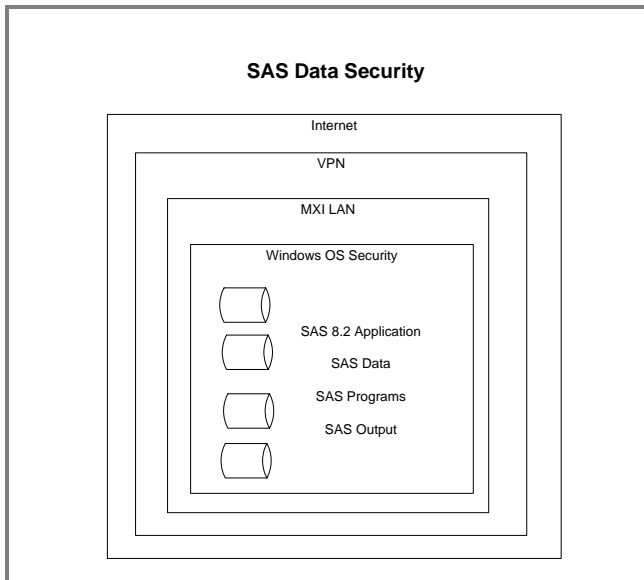 SAS Data Security
Internet
VPN
MXI LAN
Windows OS Security
SAS 8.2 Application
SAS Data
SAS Programs
SAS Output